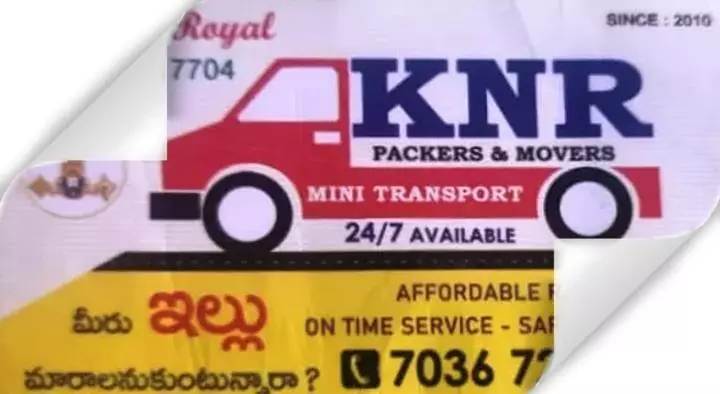 Royal
SINCE : 2010
7704
KNR
PACKERS & MOVERS
MINI TRANSPORT
24/7 AVAILABLE
AFFORDABLE
మీరు ఇల్లు
ON TIME SERVICE -
మారాలనుకుంటున్నారా ?
7036